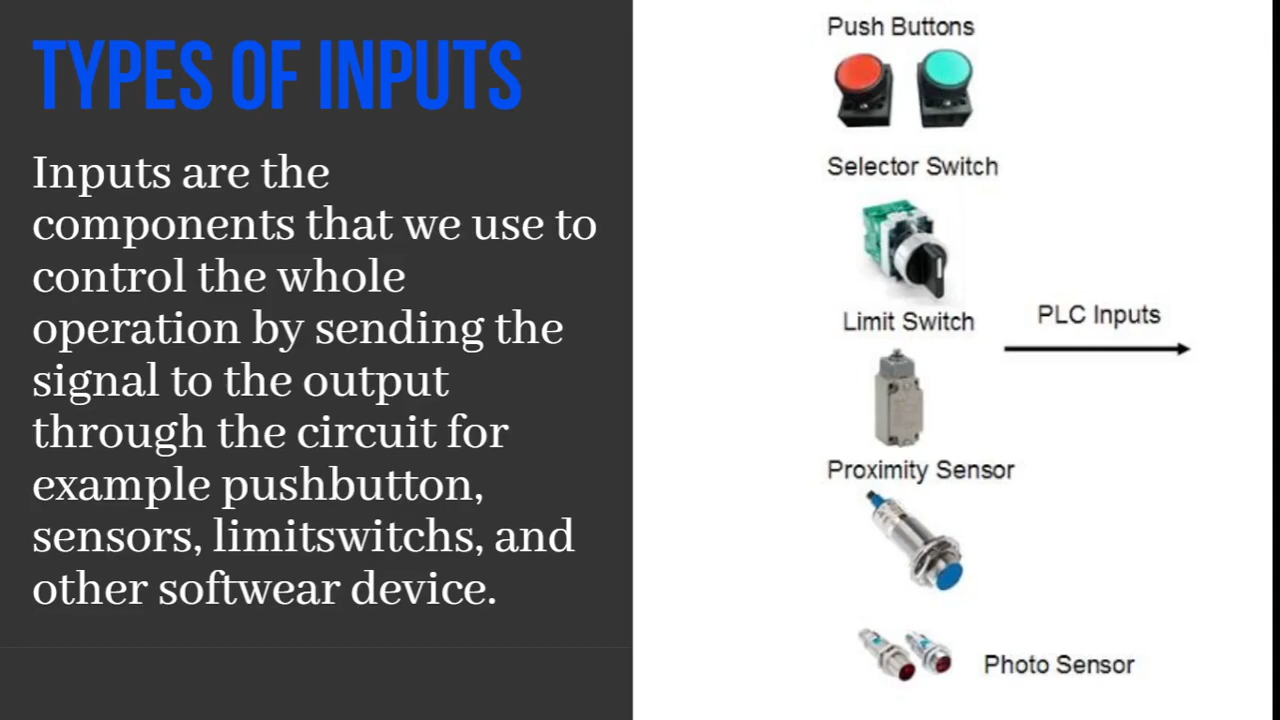 TYPES OF INPUTS
Inputs are the
components that we use to
control the whole
operation by sending the
signal to the output
through the circuit for
example pushbutton,
sensors, limitswitchs, and
other softwear device.
Push Buttons
Selector Switch
Limit Switch
PLC Inputs
Proximity Sensor
Photo Sensor